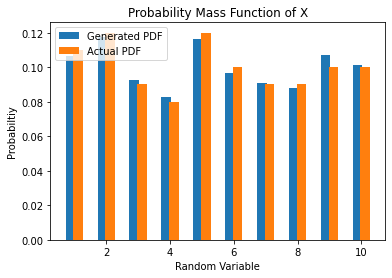 Probability Mass Function of X
Generated PDF
Actual PDF
0.12
0.10
0.08
0.06
0.04
0.02
0.00
Probabiltiy
2 4 6 8 10
Random Variable